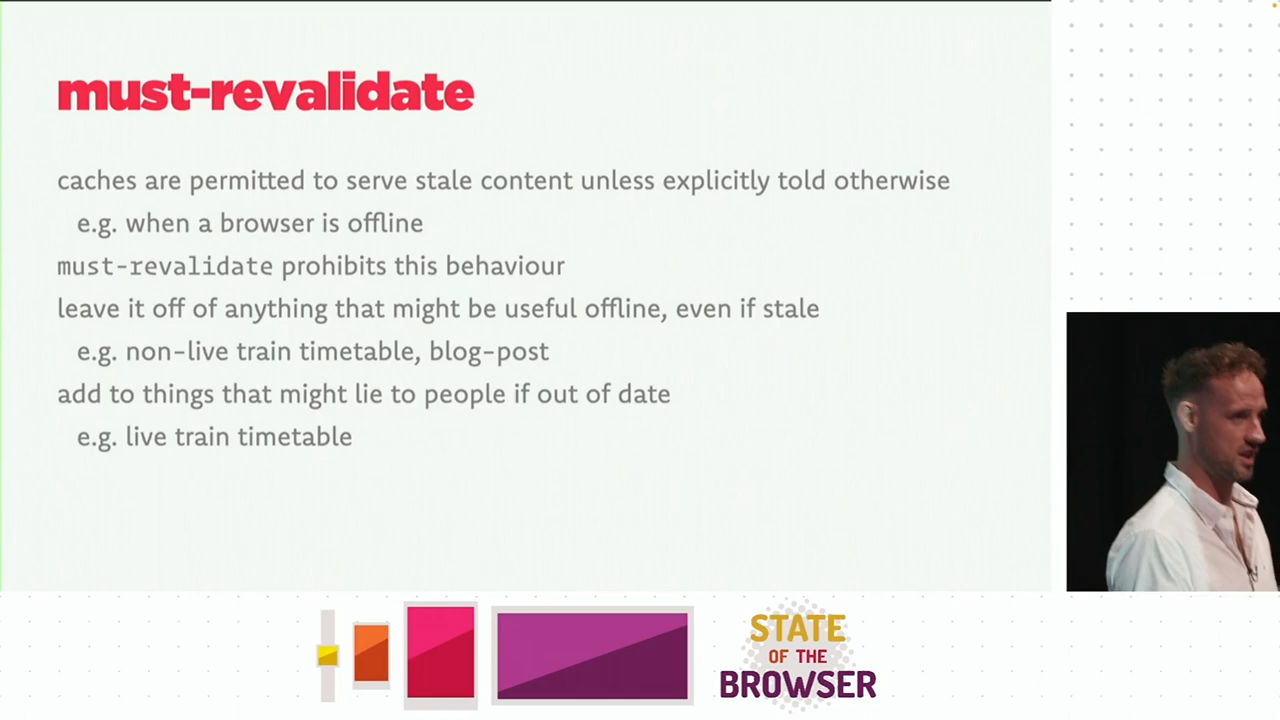 must-revalidate
caches are permitted to serve stale content unless explicitly told otherwise
e.g. when a browser is offline
must-revalidate prohibits this behaviour
leave it off of anything that might be useful offline, even if stale
e.g. non-live train timetable, blog-post
add to things that might lie to people if out of date
e.g. live train timetable
STATE
OF THE
BROWSER